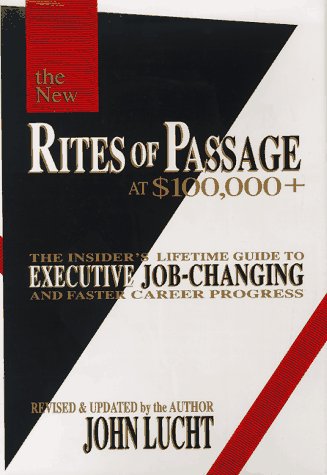 the
New
RITES OF PASSAGE
AT $100,000+
THE INSIDER'S LIFETIME GUIDE TO
EXECUTIVE JOB-CHANGING
AND FASTER CAREER PROGRESS
REVISED & UPDATED by the AUTHOR
JOHN LUCHT